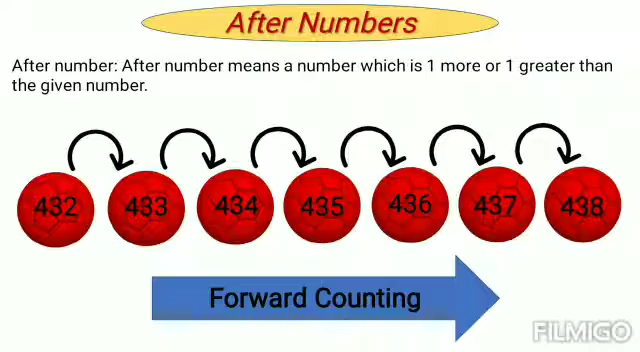 After Numbers
After number: After number means a number which is 1 more or 1 greater than
the given number.
432 433 434 435 436 437 438
Forward Counting
FILMIGO